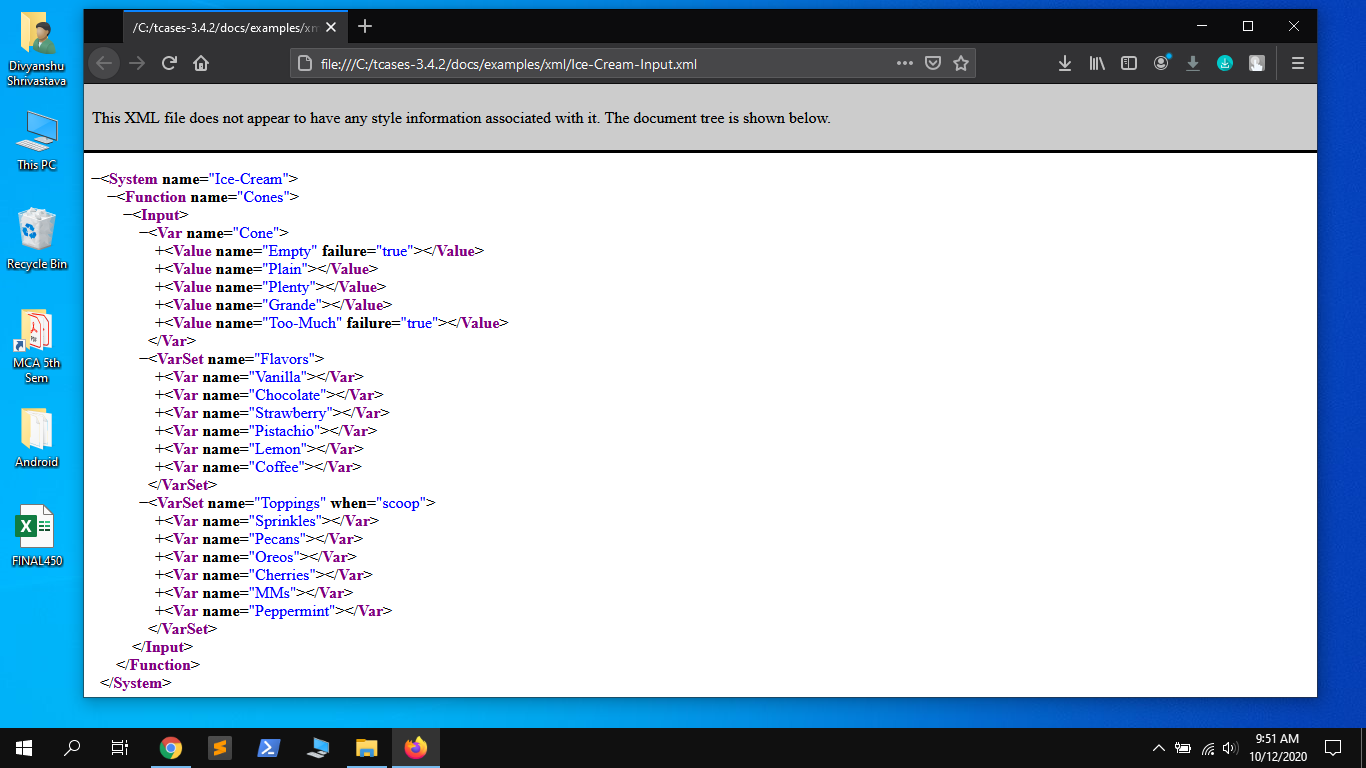 Divyanshu
Shrivastava
This PC
Recycle Bin
MCA 5th
Sem
Android
FINAL450
/C:/tcases-3.4.2/docs/examples/xm
file:///C:/tcases-3.4.2/docs/examples/xml/Ice-Cream-Input.xml
This XML file does not appear to have any style information associated with it. The document tree is shown below.
−<System name="Ice-Cream">
−<Function name="Cones">
−<Input>
−<Var name="Cone">
+<Value name="Empty" failure="true"></Value>
+<Value name="Plain"></Value>
+<Value name="Plenty"></Value>
+<Value name="Grande"></Value>
+<Value name="Too-Much" failure="true"></Value>
</Var>
−<VarSet name="Flavors">
+<Var name="Vanilla"></Var>
+<Var name="Chocolate"></Var>
+<Var name="Strawberry"></Var>
+<Var name="Pistachio"></Var>
+<Var name="Lemon"></Var>
+<Var name="Coffee"></Var>
</VarSet>
−<VarSet name="Toppings" when="scoop">
+<Var name="Sprinkles"></Var>
+<Var name="Pecans"></Var>
+<Var name="Oreos"></Var>
+<Var name="Cherries"></Var>
+<Var name="MMs"></Var>
+<Var name="Peppermint"></Var>
</VarSet>
</Input>
</Function>
</System>
9:51 AM
10/12/2020